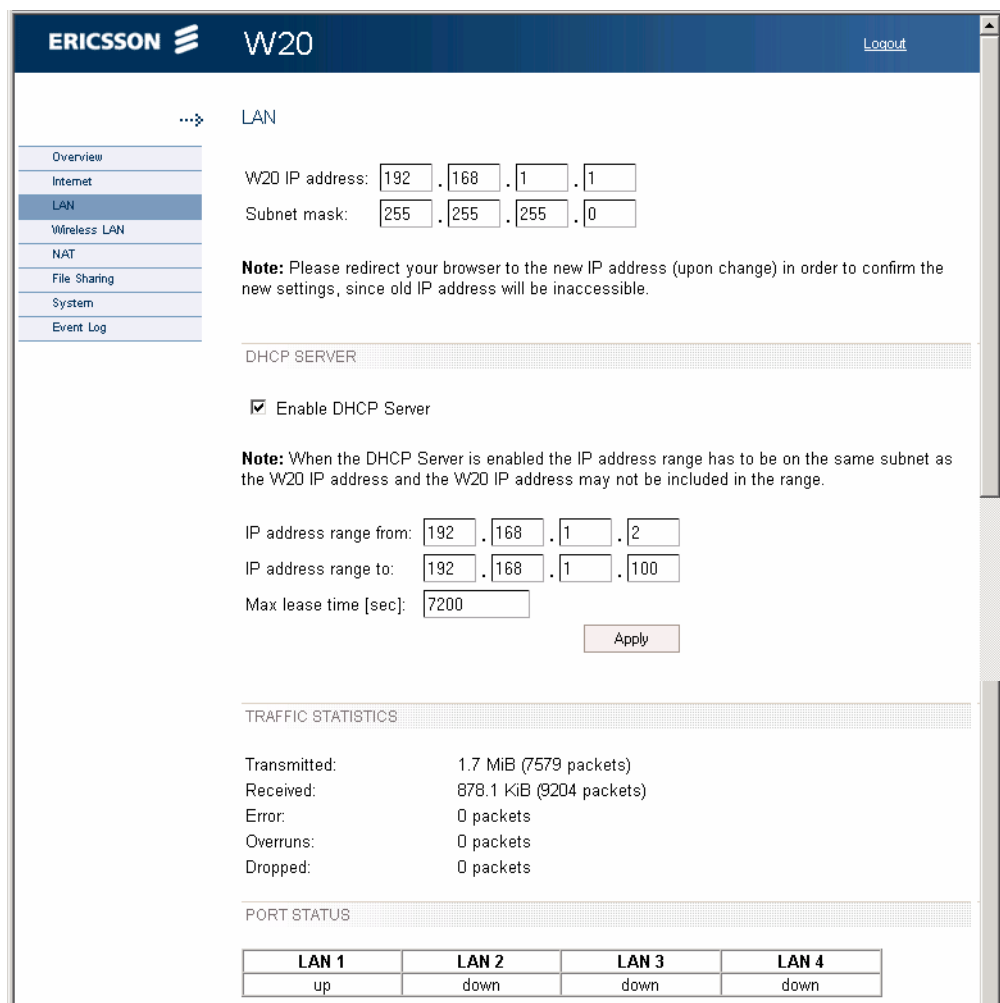 ERICSSON
W20
Logout
LAN
Overview
Internet
LAN
Wireless LAN
NAT
File Sharing
System
Event Log
W20 IP address: 192 . 168 . 1 . 1
Subnet mask: 255 . 255 . 255 . 0
Note: Please redirect your browser to the new IP address (upon change) in order to confirm the
new settings, since old IP address will be inaccessible.
DHCP SERVER
Enable DHCP Server
Note: When the DHCP Server is enabled the IP address range has to be on the same subnet as
the W20 IP address and the W20 IP address may not be included in the range.
IP address range from: 192 . 168 . 1 . 2
IP address range to: 192 . 168 . 1 . 100
Max lease time [sec]: 7200
Apply
TRAFFIC STATISTICS
Transmitted: 1.7 MiB (7579 packets)
Received: 878.1 KiB (9204 packets)
Error: 0 packets
Overruns: 0 packets
Dropped: 0 packets
PORT STATUS
LAN 1 LAN 2 LAN 3 LAN 4
up down down down